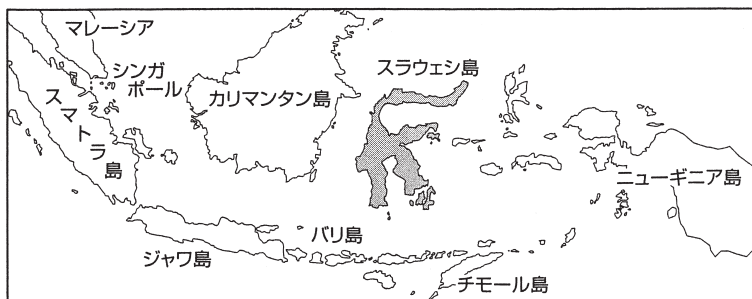 マレーシア
シンガ
ポール
スマトラ島
カリマンタン島
スラウェシ島
ニューギニア島
バリ島
ジャワ島
チモール島